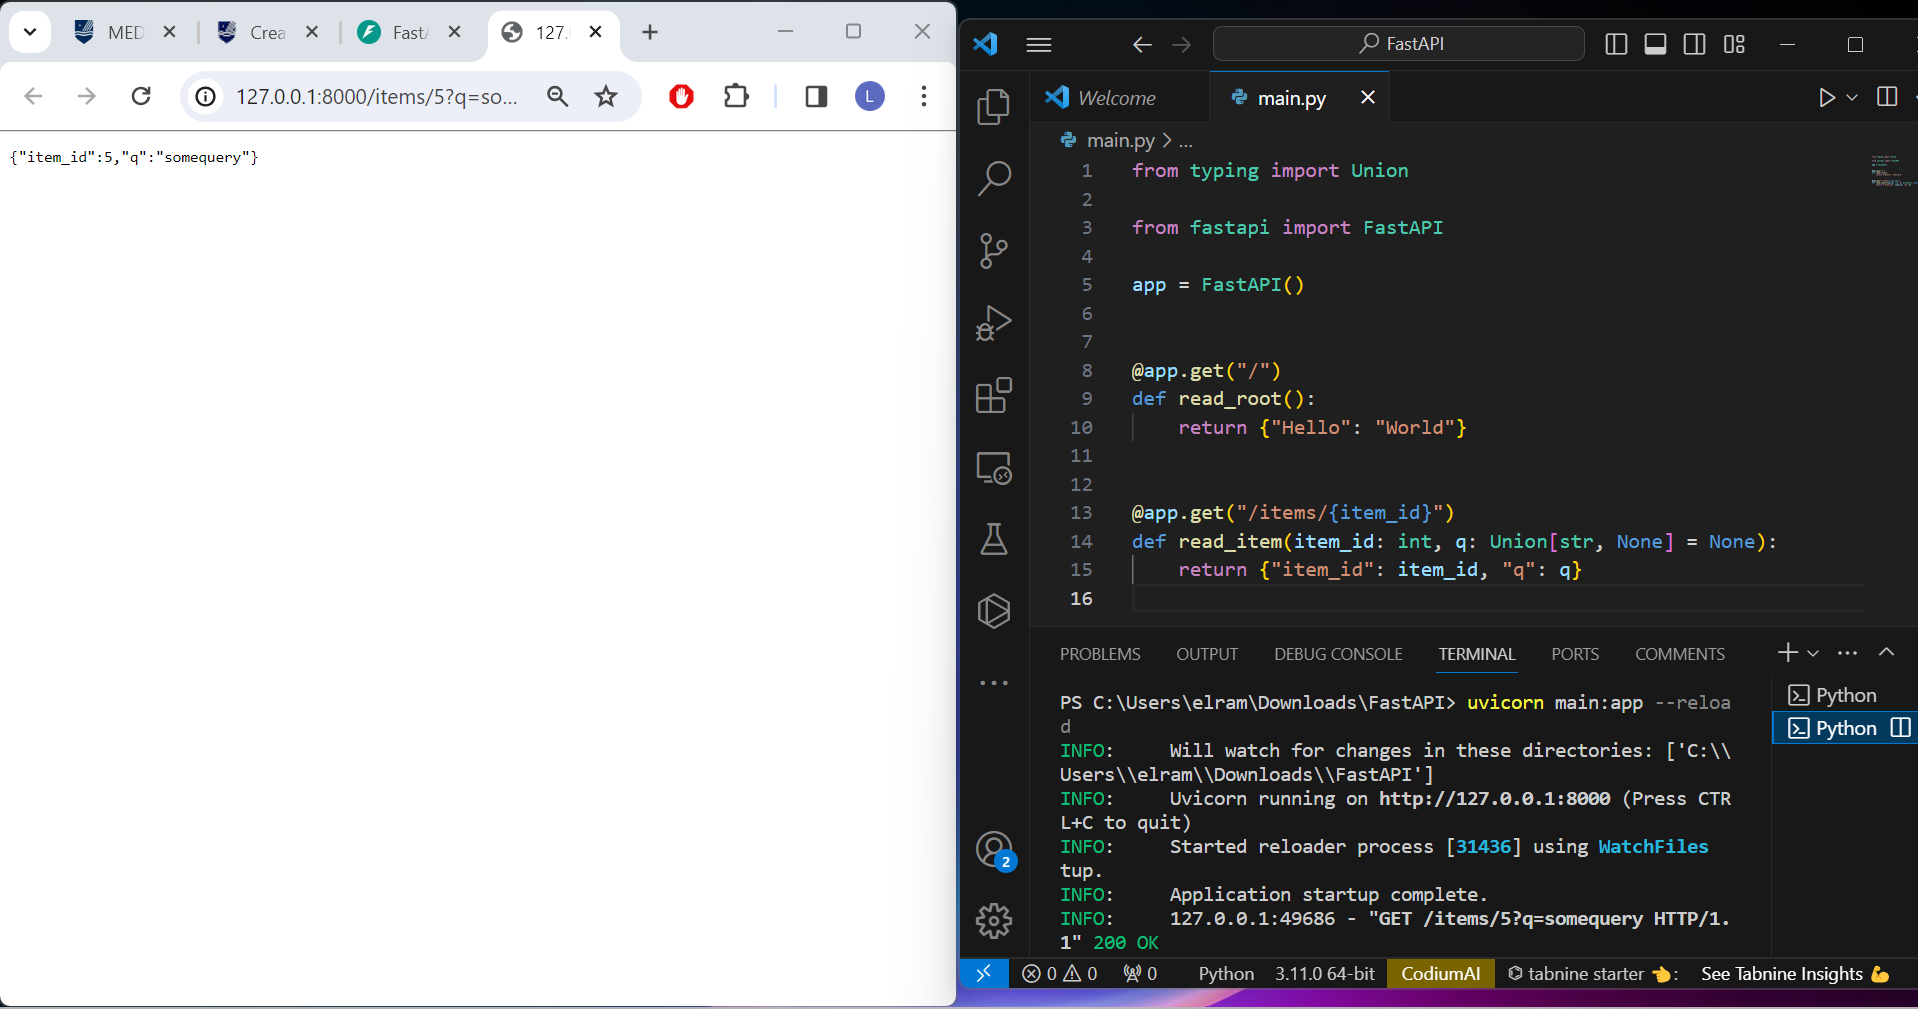 MED
Crea
FastA
127.
127.0.0.1:8000/items/5?q=so...
L
{"item_id":5,"q":"somequery"}
FastAPI
Welcome
main.py
main.py > ...
1 from typing import Union
2
3 from fastapi import FastAPI
4
5 app = FastAPI()
6
7
8 @app.get("/")
9 def read_root():
10 return {"Hello": "World"}
11
12
13 @app.get("/items/{item_id}")
14 def read_item(item_id: int, q: Union[str, None] = None):
15 return {"item_id": item_id, "q": q}
16
PROBLEMS OUTPUT DEBUG CONSOLE TERMINAL PORTS COMMENTS
PS C:\Users\elram\Downloads\FastAPI> uvicorn main:app --reloa
d
INFO: Will watch for changes in these directories: ['C:\\
Users\\elram\\Downloads\\FastAPI']
INFO: Uvicorn running on http://127.0.0.1:8000 (Press CTR
L+C to quit)
INFO: Started reloader process [31436] using WatchFiles
tup.
INFO: Application startup complete.
INFO: 127.0.0.1:49686 - "GET /items/5?q=somequery HTTP/1.
1" 200 OK
Python
Python
2
0 0 0 Python 3.11.0 64-bit CodiumAI tabnine starter 👈: See Tabnine Insights 💪